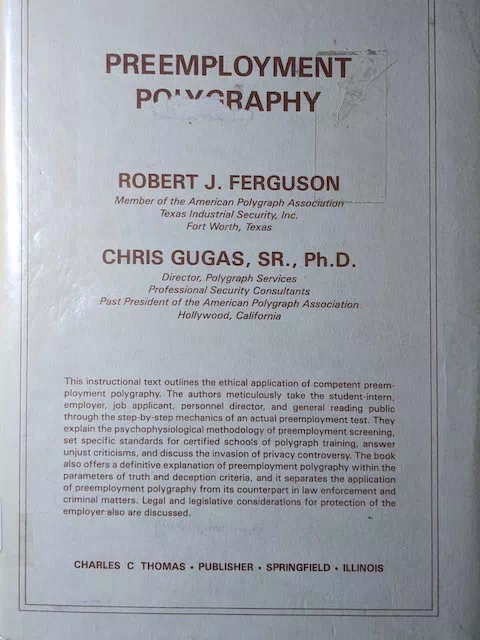 PREEMPLOYMENT
POLYGRAPHY
ROBERT J. FERGUSON
Member of the American Polygraph Association
Texas Industrial Security, Inc.
Fort Worth, Texas
CHRIS GUGAS, SR., Ph.D.
Director, Polygraph Services
Professional Security Consultants
Past President of the American Polygraph Association
Hollywood, California
This instructional text outlines the ethical application of competent preem-
ployment polygraphy. The authors meticulously take the student-intern,
employer, job applicant, personnel director, and general reading public
through the step-by-step mechanics of an actual preemployment test. They
explain the psychophysiological methodology of preemployment screening,
set specific standards for certified schools of polygraph training, answer
unjust criticisms, and discuss the invasion of privacy controversy. The book
also offers a definitive explanation of preemployment polygraphy within the
parameters of truth and deception criteria, and it separates the application
of preemployment polygraphy from its counterpart in law enforcement and
criminal matters. Legal and legislative considerations for protection of the
employer also are discussed.
CHARLES C THOMAS • PUBLISHER • SPRINGFIELD • ILLINOIS